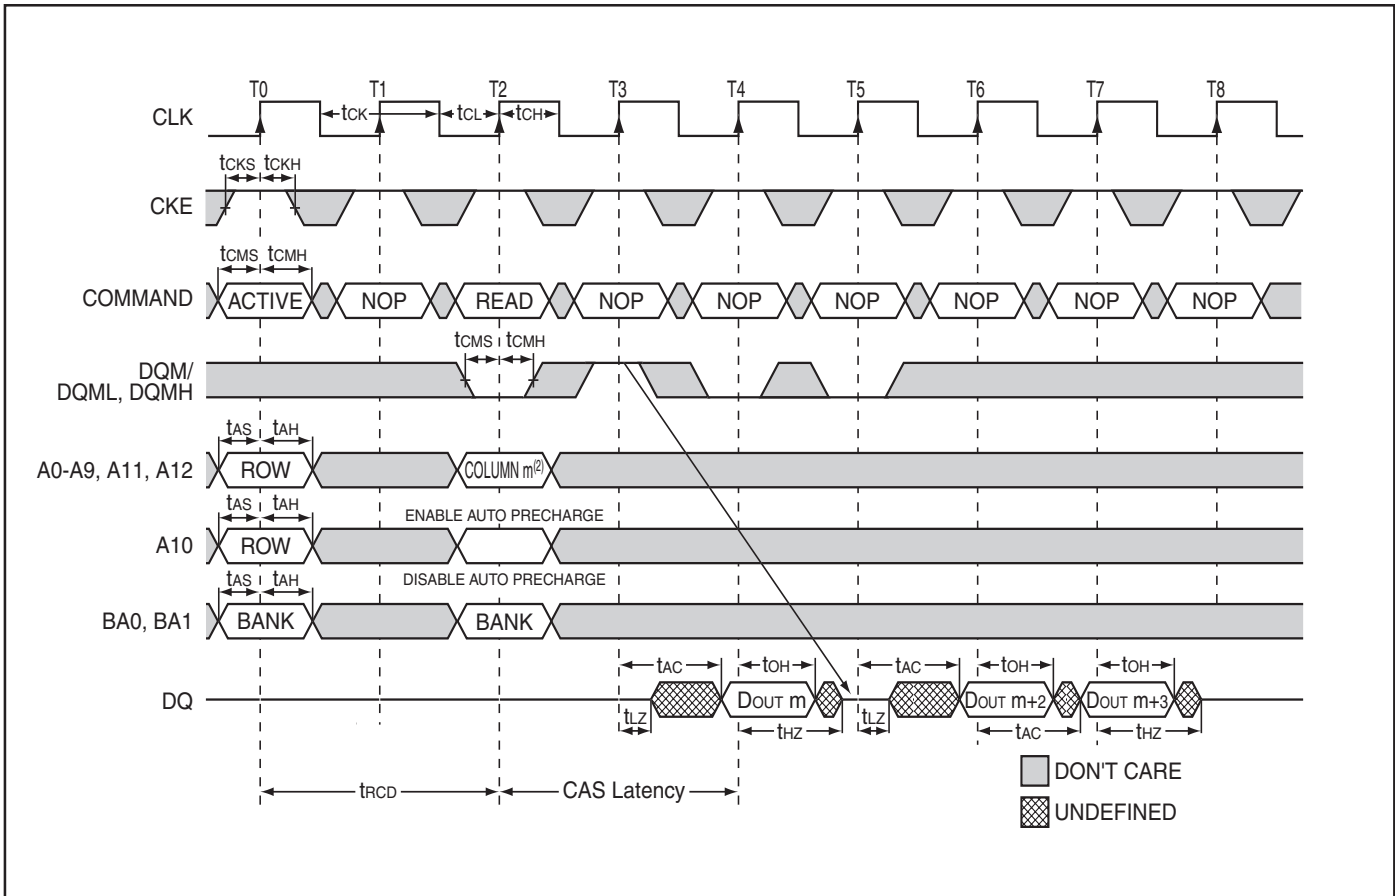 T0 T1 T2 T3 T4 T5 T6 T7 T8
CLK tCK tCL tCH
tCKS tCKH
CKE
tCMS tCMH
COMMAND ACTIVE NOP READ NOP NOP NOP NOP NOP NOP
tCMS tCMH
DQM/
DQML, DQMH
tAS tAH
A0-A9, A11, A12 ROW COLUMN m(2)
tAS tAH ENABLE AUTO PRECHARGE
A10 ROW
tAS tAH DISABLE AUTO PRECHARGE
BA0, BA1 BANK BANK
tAC tOH tAC tOH tOH
DQ DOUT m DOUT m+2 DOUT m+3
tLZ tHZ tLZ tAC tHZ
DON'T CARE
tRCD CAS Latency
UNDEFINED